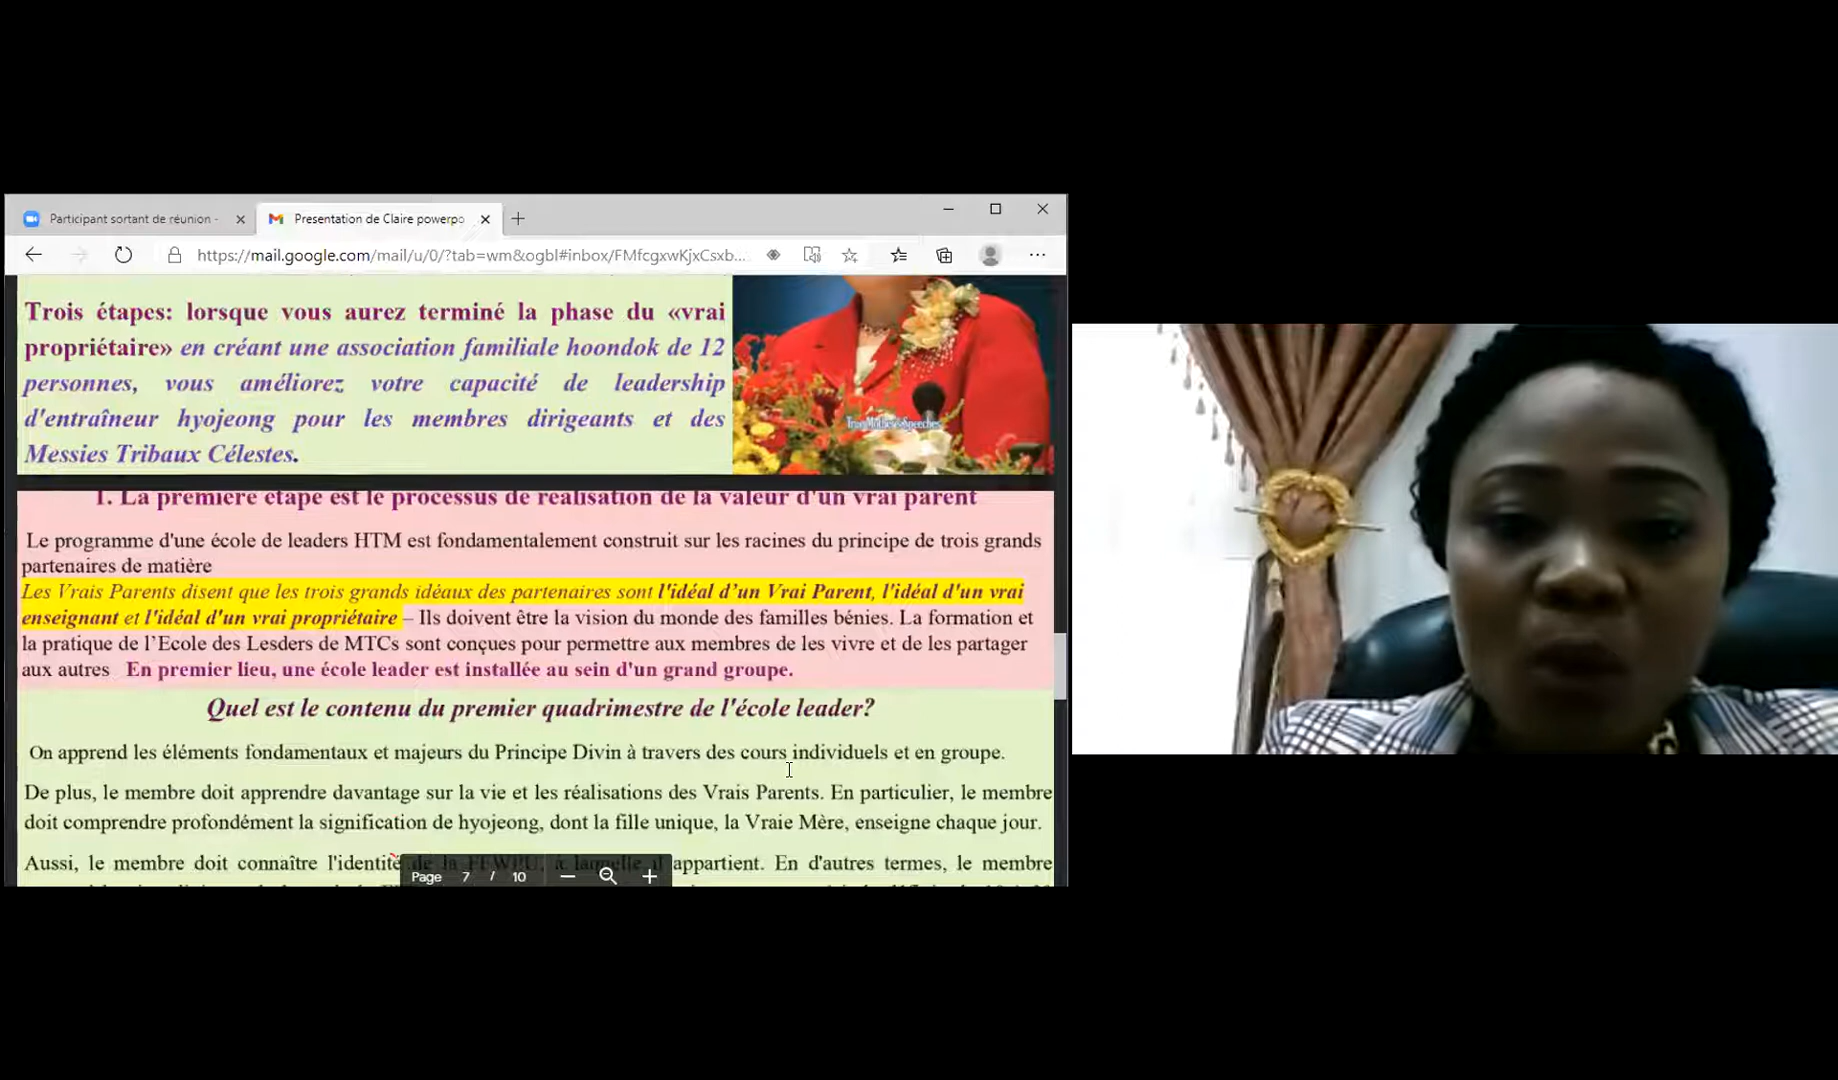 Participant sortant de réunion -
Presentation de Claire powerpo
https://mail.google.com/mail/u/0/?tab=wm&ogbl#inbox/FMfcgxwKjxCsxb...
Trois étapes: lorsque vous aurez terminé la phase du «vrai
propriétaire» en créant une association familiale hoondok de 12
personnes, vous améliorez votre capacité de leadership
d'entraîneur hyojeong pour les membres dirigeants et des
Messies Tribaux Célestes.
True Mother's Speeches
1. La première étape est le processus de réalisation de la valeur d'un vrai parent
Le programme d'une école de leaders HTM est fondamentalement construit sur les racines du principe de trois grands
partenaires de matière
Les Vrais Parents disent que les trois grands idéaux des partenaires sont l'idéal d’un Vrai Parent, l'idéal d'un vrai
enseignant et l'idéal d'un vrai propriétaire – Ils doivent être la vision du monde des familles bénies. La formation et
la pratique de l’Ecole des Lesders de MTCs sont conçues pour permettre aux membres de les vivre et de les partager
aux autres En premier lieu, une école leader est installée au sein d'un grand groupe.
Quel est le contenu du premier quadrimestre de l'école leader?
On apprend les éléments fondamentaux et majeurs du Principe Divin à travers des cours individuels et en groupe.
De plus, le membre doit apprendre davantage sur la vie et les réalisations des Vrais Parents. En particulier, le membre
doit comprendre profondément la signification de hyojeong, dont la fille unique, la Vraie Mère, enseigne chaque jour.
Aussi, le membre doit connaître l'identité de la FFWPU, à laquelle il appartient. En d'autres termes, le membre
Page 7 / 10